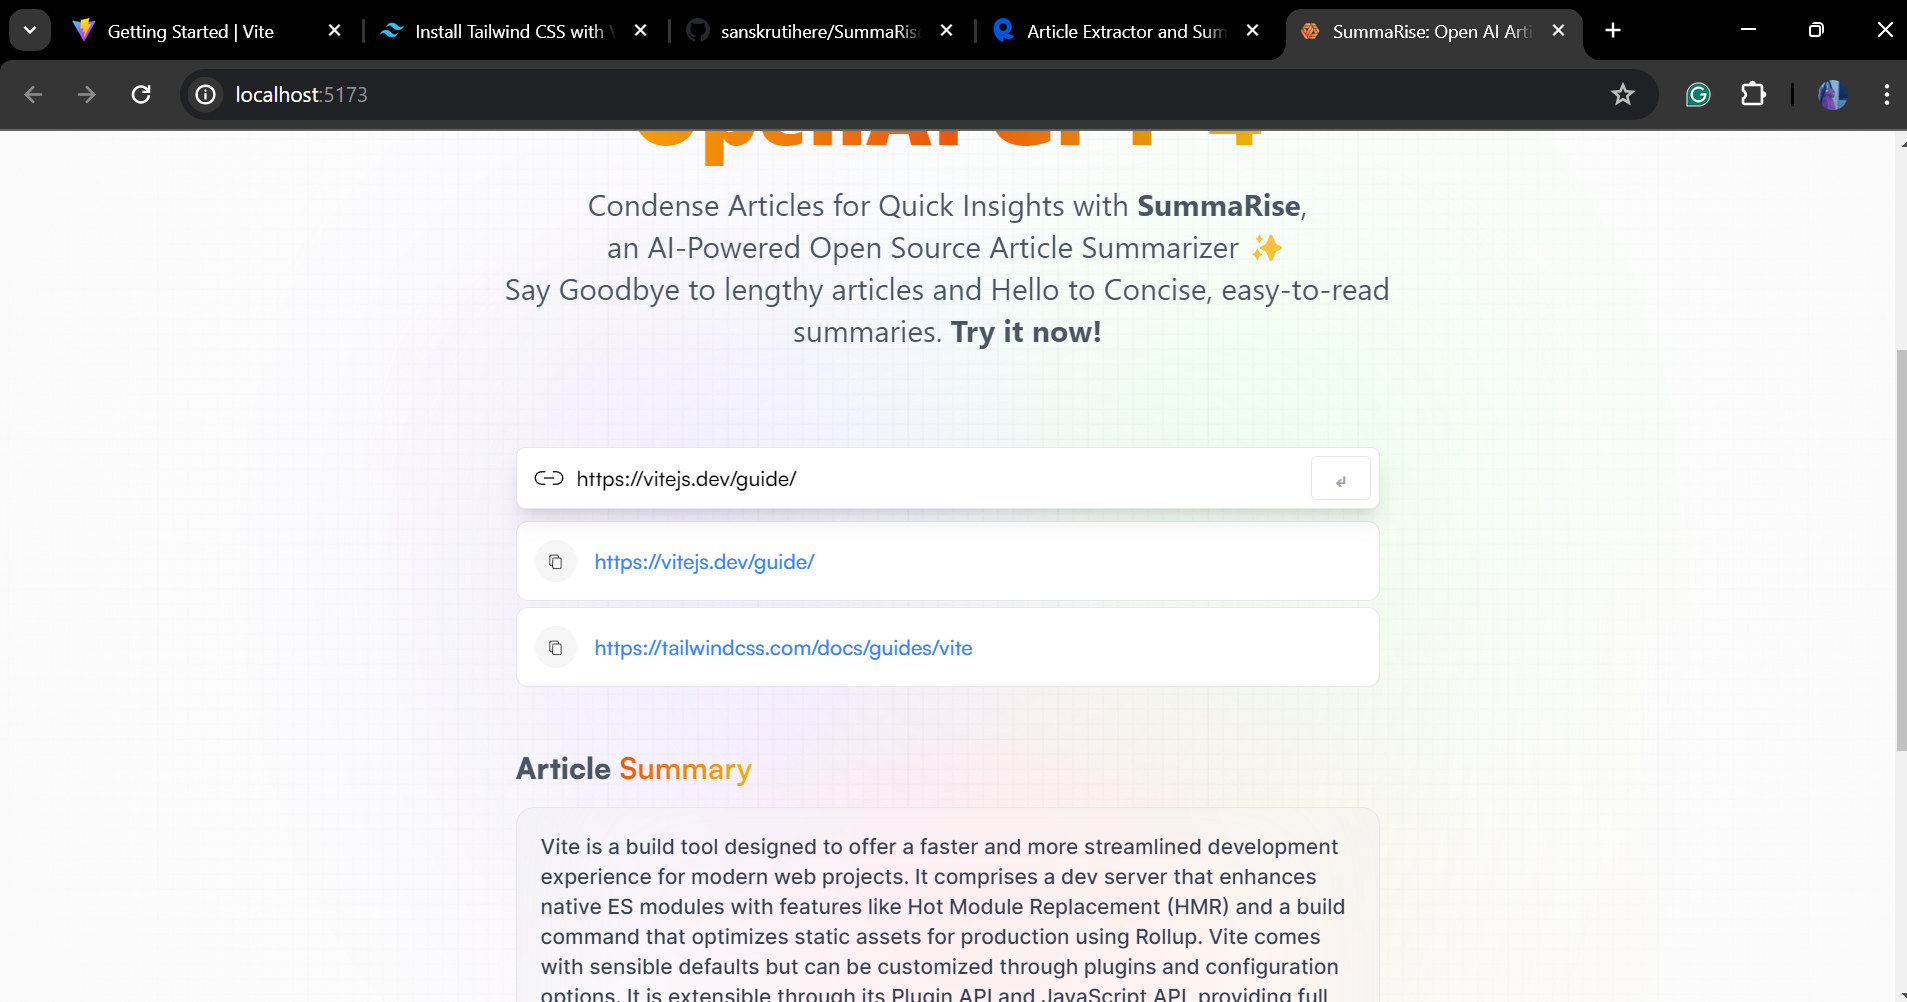 Getting Started | Vite
Install Tailwind CSS with V
sanskrutihere/SummaRise
Article Extractor and Sum
SummaRise: Open AI Arti
localhost:5173
OpenAI GPT-4
Condense Articles for Quick Insights with SummaRise,
an AI-Powered Open Source Article Summarizer ✨
Say Goodbye to lengthy articles and Hello to Concise, easy-to-read
summaries. Try it now!
https://vitejs.dev/guide/
https://vitejs.dev/guide/
https://tailwindcss.com/docs/guides/vite
Article Summary
Vite is a build tool designed to offer a faster and more streamlined development
experience for modern web projects. It comprises a dev server that enhances
native ES modules with features like Hot Module Replacement (HMR) and a build
command that optimizes static assets for production using Rollup. Vite comes
with sensible defaults but can be customized through plugins and configuration
options. It is extensible through its Plugin API and JavaScript API, providing full